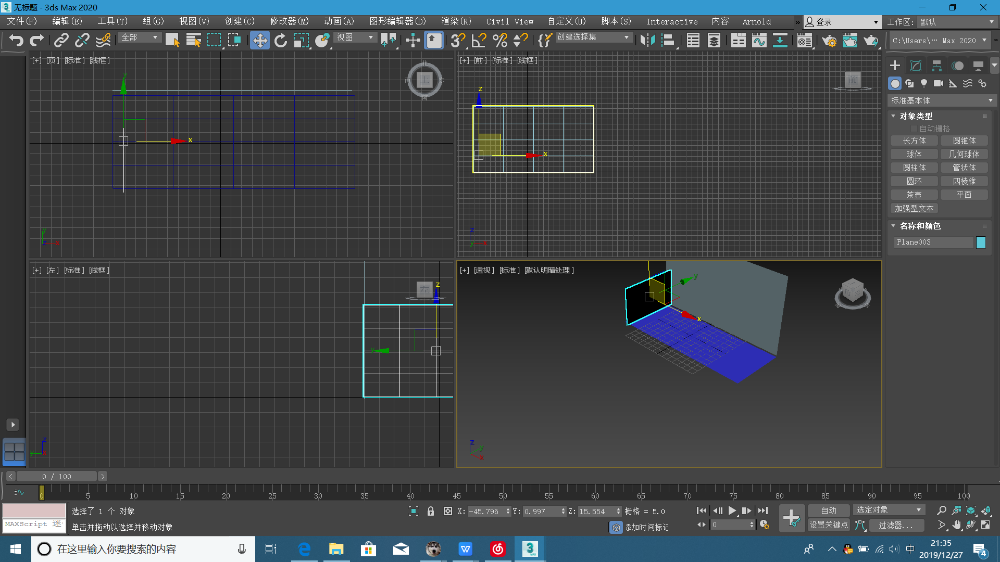 无标题 - 3ds Max 2020
文件(F) 编辑(E) 工具(T) 组(G) 视图(V) 创建(C) 修改器(M) 动画(A) 图形编辑器(D) 渲染(R) Civil View 自定义(U) 脚本(S) Interactive 内容 Arnold » 登录 工作区: 默认
全部 视图 创建选择集 C:\Users\··· Max 2020 »
[+] [顶] [标准] [线框]
北
西 上 东
南
y
x
y
z x
[+] [前] [标准] [线框]
前
z
x
z
y x
标准基本体
对象类型
自动栅格
长方体 圆锥体
球体 几何球体
圆柱体 管状体
圆环 四棱锥
茶壶 平面
加强型文本
名称和颜色
Plane003
[+] [左] [标准] [线框]
左
z
y
z
y x
[+] [透视] [标准] [默认明暗处理]
y
x
z
y
x
0 / 100
0 5 10 15 20 25 30 35 40 45 50 55 60 65 70 75 80 85 90 95 100
选择了 1 个 对象 X: -45.796 Y: 0.997 Z: 15.554 栅格 = 5.0 自动 选定对象
MAXScript 迷
单击并拖动以选择并移动对象 添加时间标记 0 设置关键点 过滤器...
在这里输入你要搜索的内容 中 21:35
2019/12/27
4